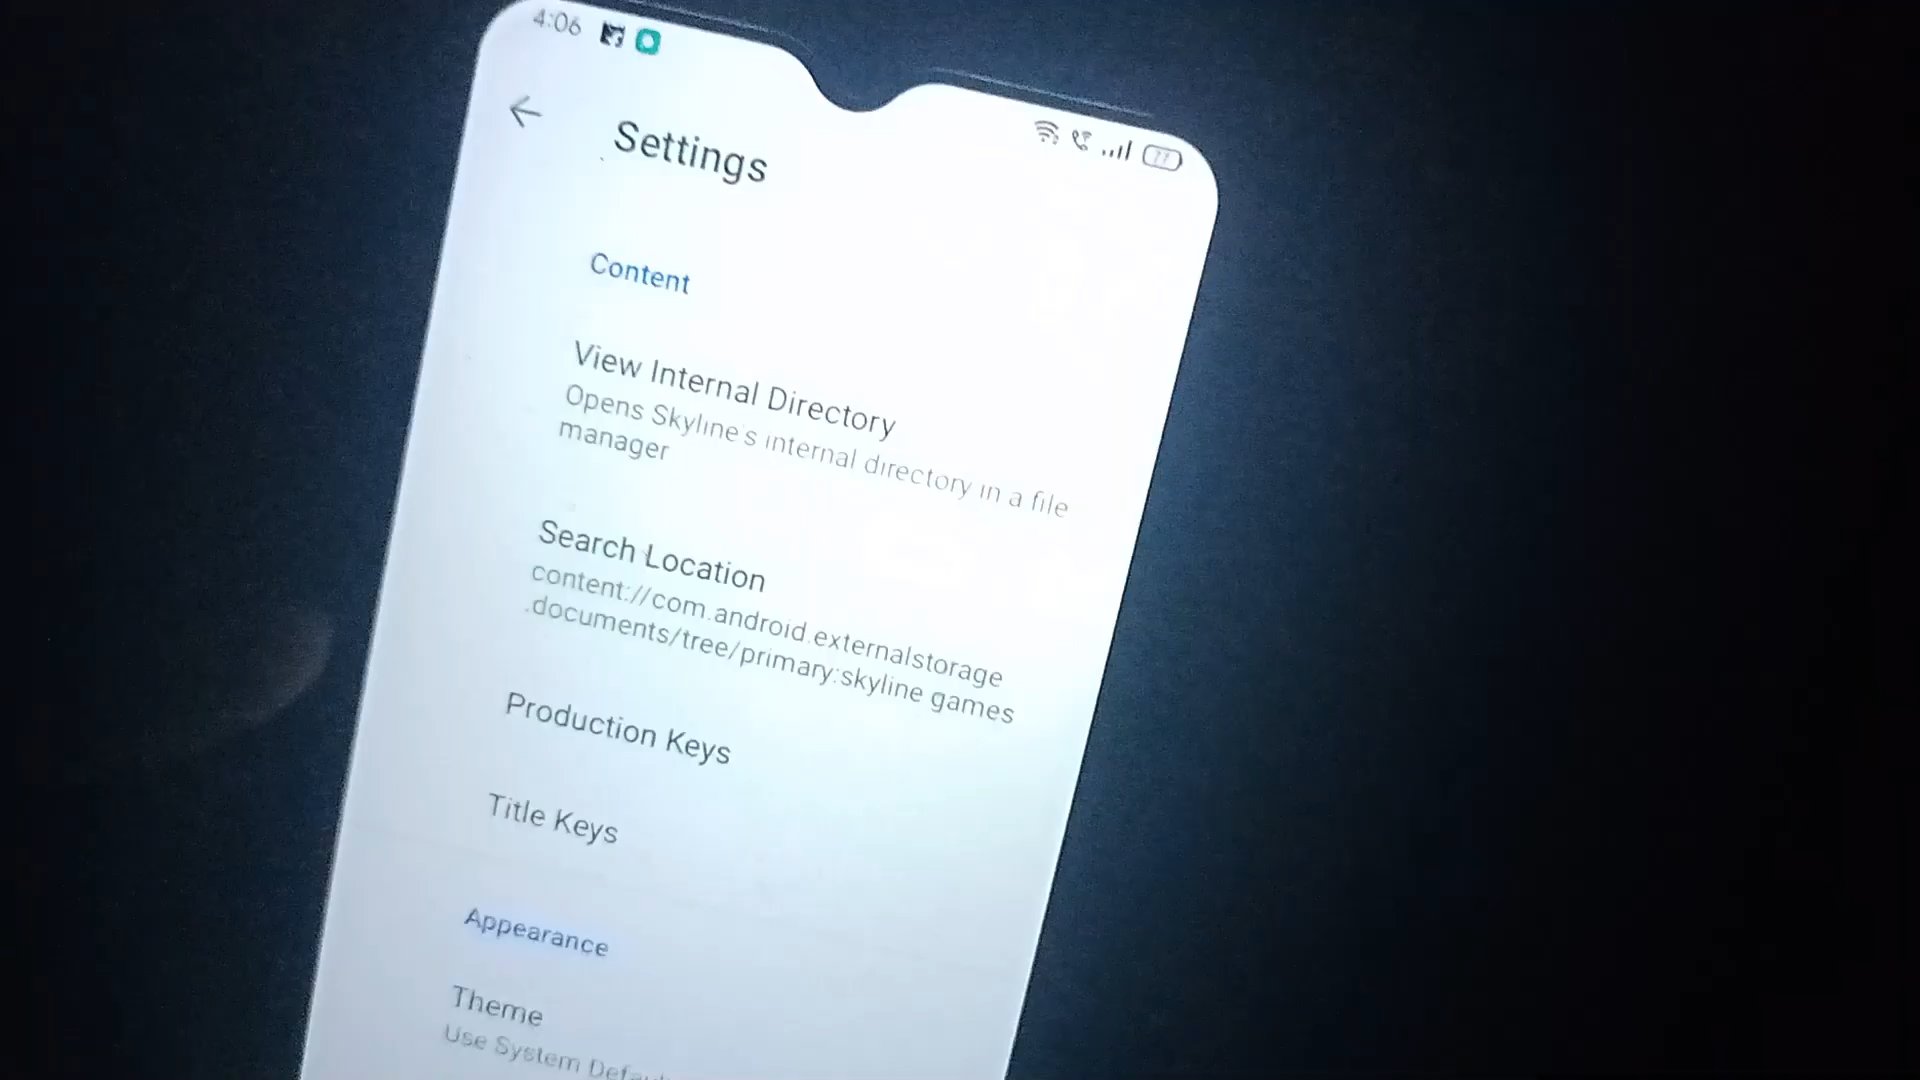 4:06
77
Settings
Content
View Internal Directory
Opens Skyline's internal directory in a file
manager
Search Location
content://com.android.externalstorage
.documents/tree/primary:skyline games
Production Keys
Title Keys
Appearance
Theme
Use System